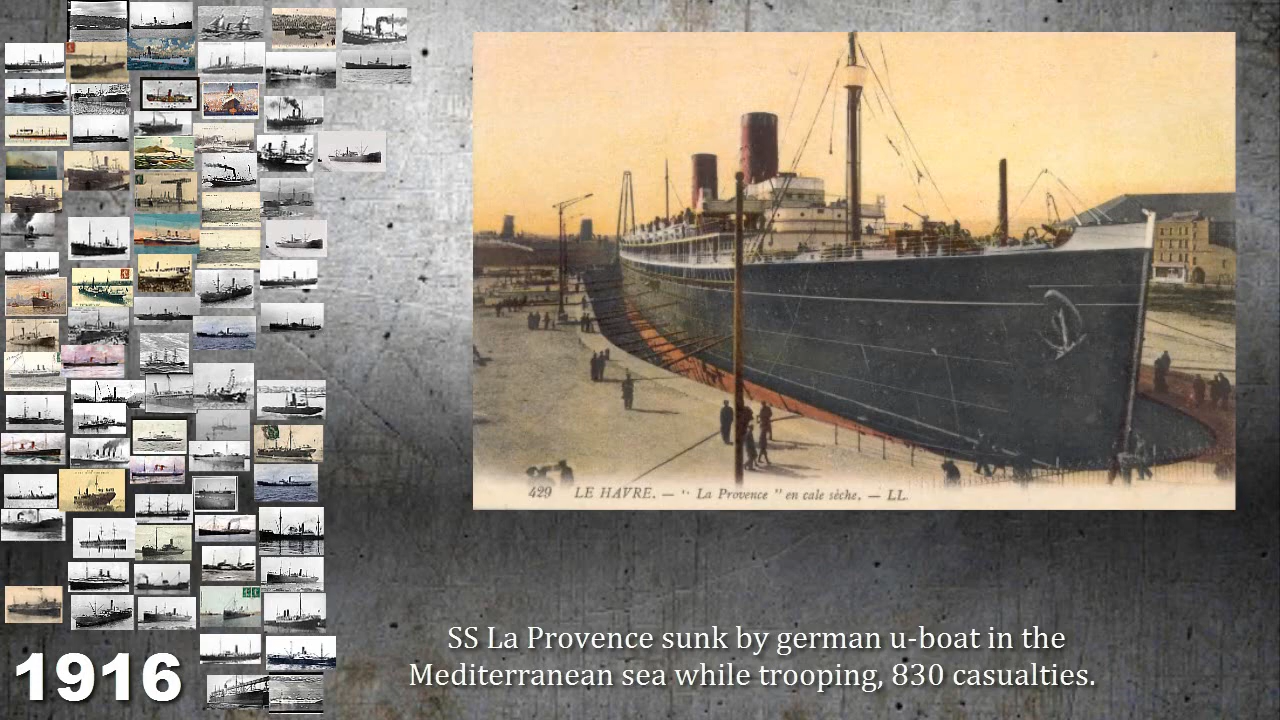 429 LE HAVRE. — " La Provence " en cale sèche. — LL.
SS La Provence sunk by german u-boat in the
Mediterranean sea while trooping, 830 casualties.
1916